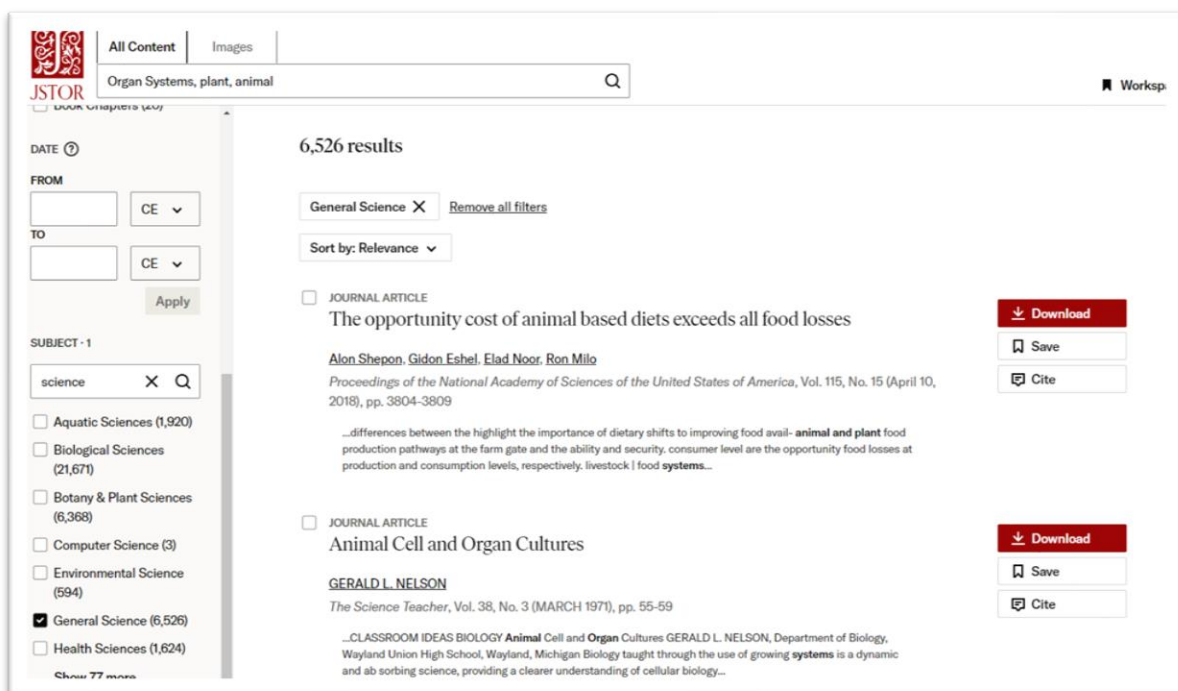 All Content
Images
Organ Systems, plant, animal
JSTOR
Workspa
Book Chapters (20)
DATE ?
FROM
CE
TO
CE
Apply
SUBJECT - 1
science
Aquatic Sciences (1,920)
Biological Sciences
(21,671)
Botany & Plant Sciences
(6,368)
Computer Science (3)
Environmental Science
(594)
General Science (6,526)
Health Sciences (1,624)
Show 77 more
6,526 results
General Science X Remove all filters
Sort by: Relevance
JOURNAL ARTICLE
The opportunity cost of animal based diets exceeds all food losses
Alon Shepon, Gidon Eshel, Elad Noor, Ron Milo
Proceedings of the National Academy of Sciences of the United States of America, Vol. 115, No. 15 (April 10,
2018), pp. 3804-3809
...differences between the highlight the importance of dietary shifts to improving food avail- animal and plant food
production pathways at the farm gate and the ability and security. consumer level are the opportunity food losses at
production and consumption levels, respectively. livestock | food systems...
Download
Save
Cite
JOURNAL ARTICLE
Animal Cell and Organ Cultures
GERALD L. NELSON
The Science Teacher, Vol. 38, No. 3 (MARCH 1971), pp. 55-59
...CLASSROOM IDEAS BIOLOGY Animal Cell and Organ Cultures GERALD L. NELSON, Department of Biology,
Wayland Union High School, Wayland, Michigan Biology taught through the use of growing systems is a dynamic
and ab sorbing science, providing a clearer understanding of cellular biology...
Download
Save
Cite